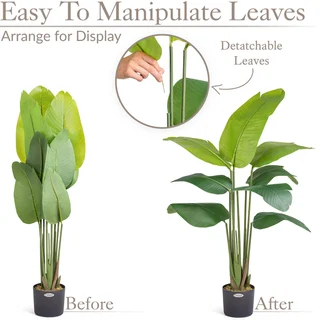 Easy To Manipulate Leaves
Arrange for Display
Detatchable
Leaves
Before
After